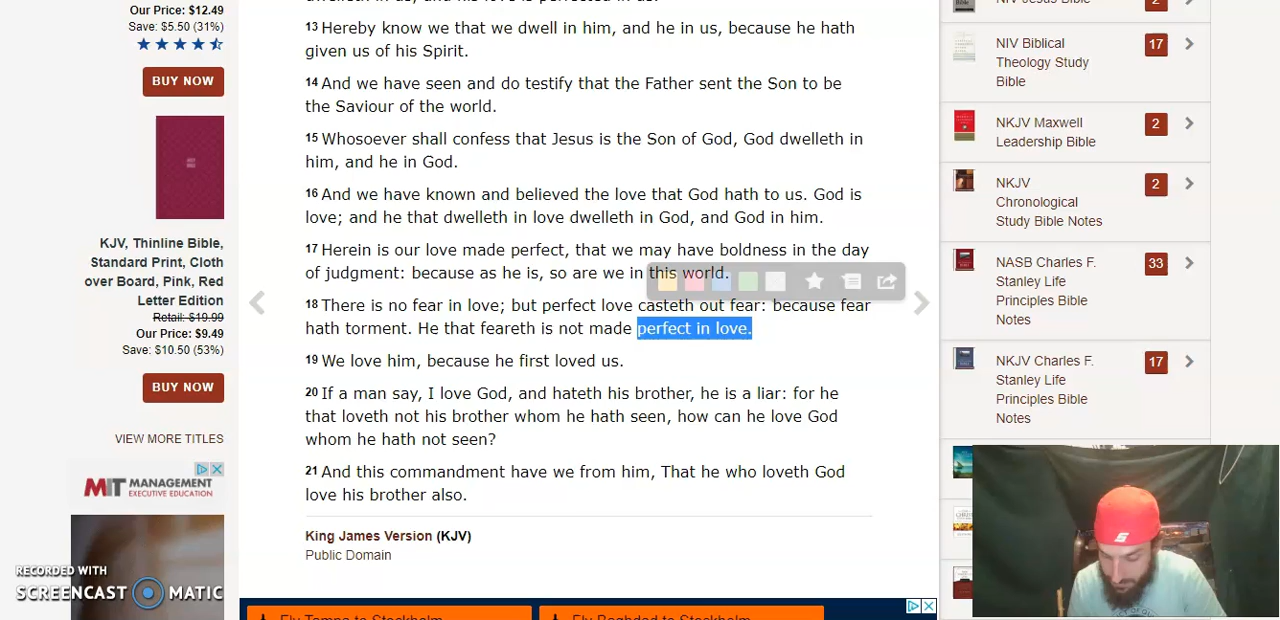 Our Price: $12.49
Save: $5.50 (31%)
BUY NOW
KJV, Thinline Bible,
Standard Print, Cloth
over Board, Pink, Red
Letter Edition
Retail: $19.99
Our Price: $9.49
Save: $10.50 (53%)
BUY NOW
VIEW MORE TITLES
MIT MANAGEMENT
EXECUTIVE EDUCATION
RECORDED WITH
SCREENCAST MATIC
13 Hereby know we that we dwell in him, and he in us, because he hath
given us of his Spirit.
14 And we have seen and do testify that the Father sent the Son to be
the Saviour of the world.
15 Whosoever shall confess that Jesus is the Son of God, God dwelleth in
him, and he in God.
16 And we have known and believed the love that God hath to us. God is
love; and he that dwelleth in love dwelleth in God, and God in him.
17 Herein is our love made perfect, that we may have boldness in the day
of judgment: because as he is, so are we in this world.
18 There is no fear in love; but perfect love casteth out fear: because fear
hath torment. He that feareth is not made perfect in love.
19 We love him, because he first loved us.
20 If a man say, I love God, and hateth his brother, he is a liar: for he
that loveth not his brother whom he hath seen, how can he love God
whom he hath not seen?
21 And this commandment have we from him, That he who loveth God
love his brother also.
King James Version (KJV)
Public Domain
NIV Jesus Bible 2
NIV Biblical 17
Theology Study
Bible
NKJV Maxwell 2
Leadership Bible
NKJV 2
Chronological
Study Bible Notes
NASB Charles F. 33
Stanley Life
Principles Bible
Notes
NKJV Charles F. 17
Stanley Life
Principles Bible
Notes